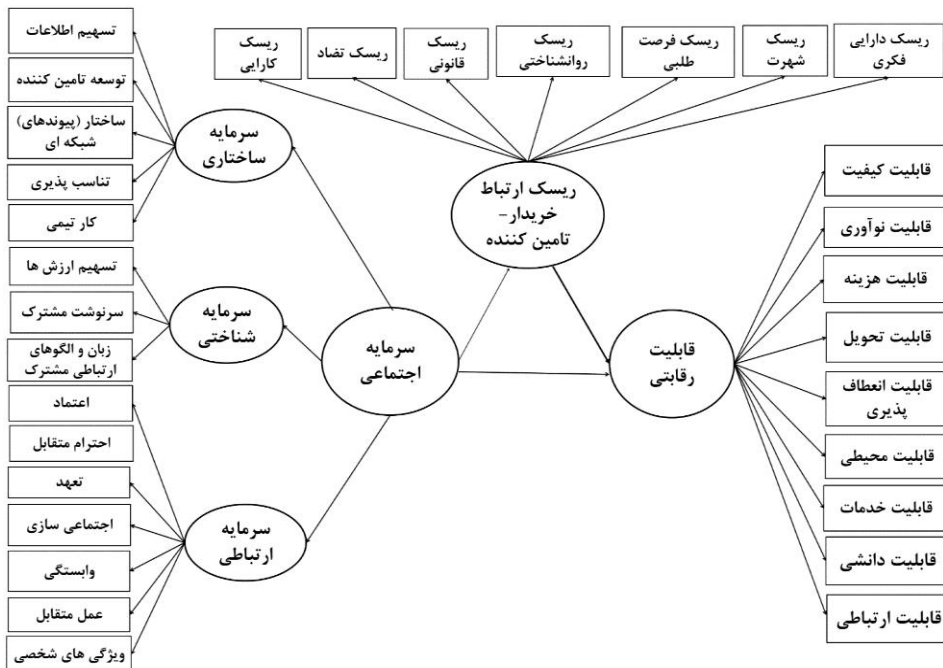 ریسک دارایی
فکری
ریسک
شهرت
ریسک فرصت
طلبی
ریسک
روانشناختی
ریسک
قانونی
ریسک تضاد
ریسک
کارایی
تسهیم اطلاعات
توسعه تامین کننده
ساختار (پیوندهای)
شبکه ای
تناسب پذیری
کار تیمی
تسهیم ارزش ها
سرنوشت مشترک
زبان و الگوهای
ارتباطی مشترک
اعتماد
احترام متقابل
تعهد
اجتماعی سازی
وابستگی
عمل متقابل
ویژگی های شخصی
سرمایه
ساختاری
سرمایه
شناختی
سرمایه
ارتباطی
سرمایه
اجتماعی
ریسک ارتباط
خریدار-
تامین کننده
قابلیت
رقابتی
قابلیت کیفیت
قابلیت نوآوری
قابلیت هزینه
قابلیت تحویل
قابلیت انعطاف
پذیری
قابلیت محیطی
قابلیت خدمات
قابلیت دانشی
قابلیت ارتباطی